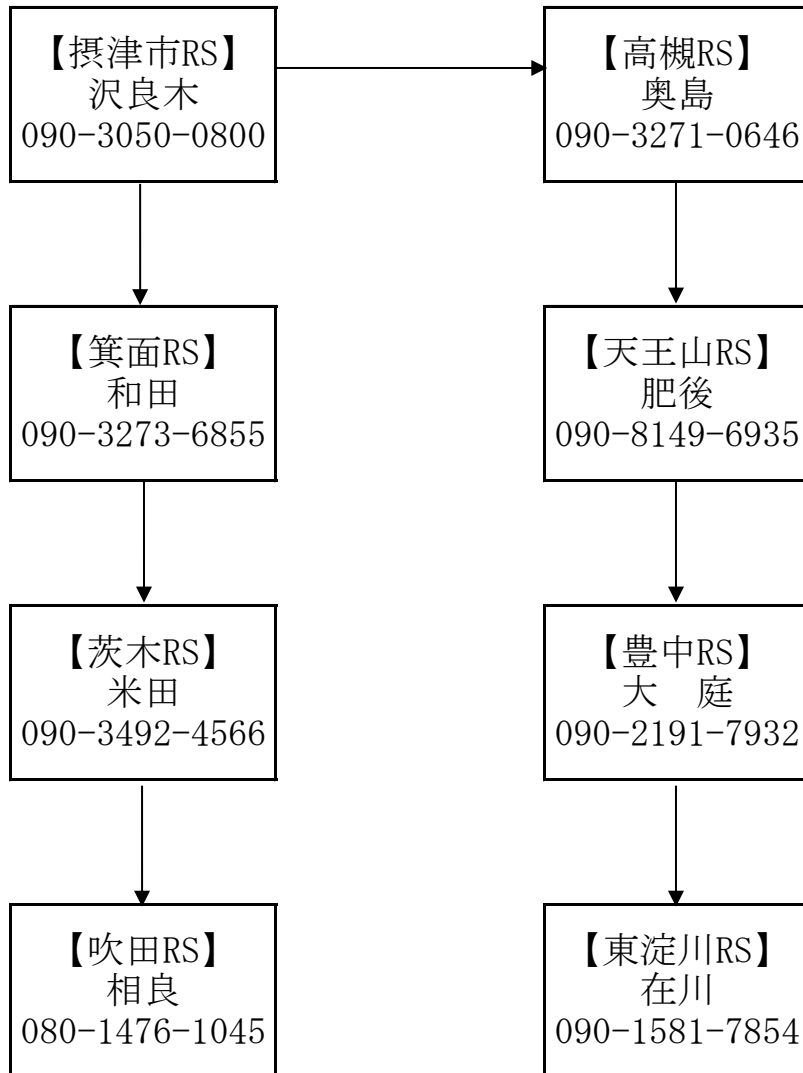 【摂津市RS】
沢良木
090-3050-0800
【高槻RS】
奥島
090-3271-0646
【箕面RS】
和田
090-3273-6855
【天王山RS】
肥後
090-8149-6935
【茨木RS】
米田
090-3492-4566
【豊中RS】
大　庭
090-2191-7932
【吹田RS】
相良
080-1476-1045
【東淀川RS】
在川
090-1581-7854